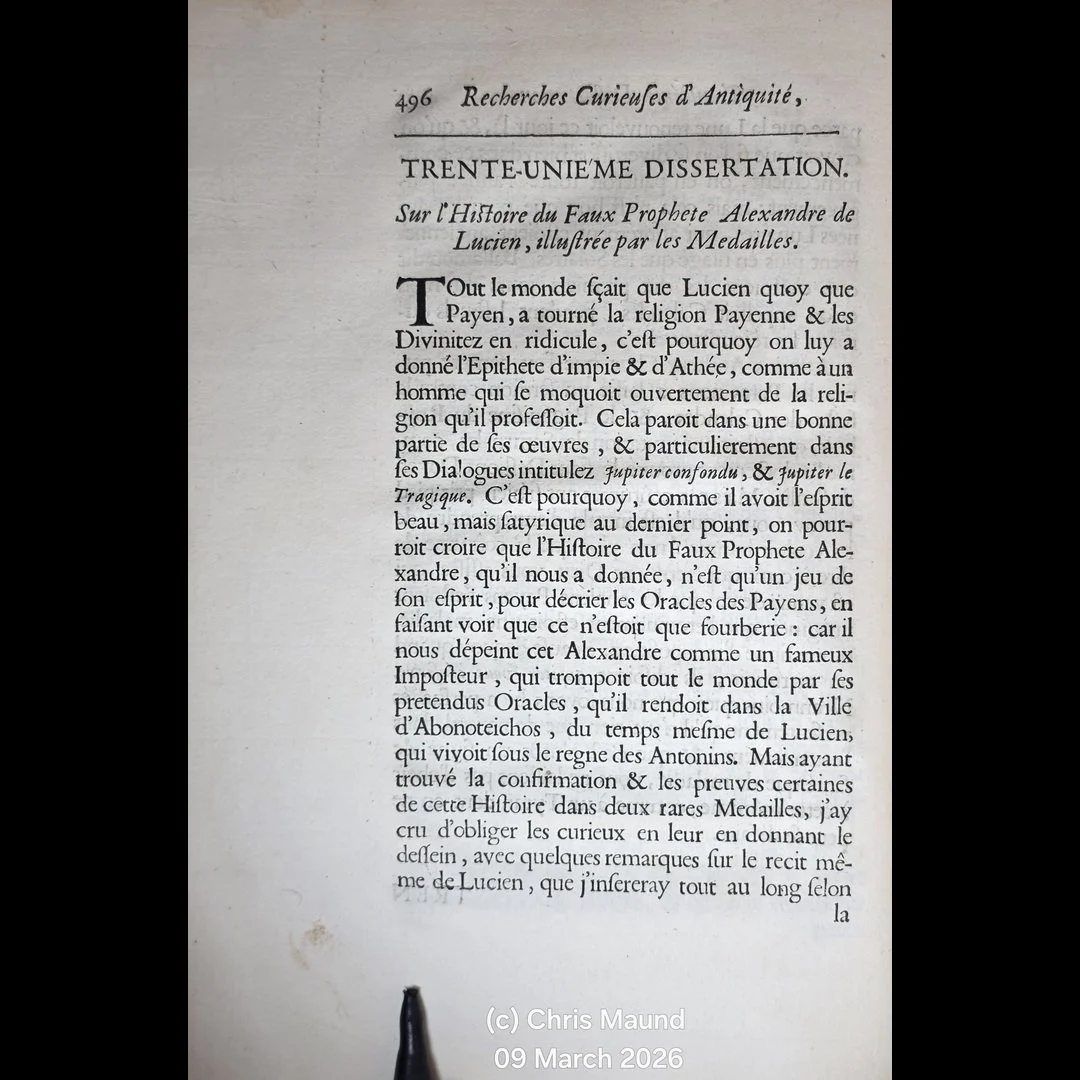 496 Recherches Curieuſes d'Antiquité,
TRENTE-UNIE'ME DISSERTATION.
Sur l'Hiſtoire du Faux Prophete Alexandre de
Lucien, illuſtrée par les Medailles.
TOut le monde ſçait que Lucien quoy que
Payen, a tourné la religion Payenne & les
Divinitez en ridicule, c'eſt pourquoy on luy a
donné l'Epithete d'impie & d'Athée, comme à un
homme qui ſe moquoit ouvertement de la reli-
gion qu'il profeſſoit. Cela paroit dans une bonne
partie de ſes œuvres, & particulierement dans
ſes Dialogues intitulez Jupiter confondu, & Jupiter le
Tragique. C'eſt pourquoy, comme il avoit l'eſprit
beau, mais ſatyrique au dernier point, on pour-
roit croire que l'Hiſtoire du Faux Prophete Ale-
xandre, qu'il nous a donnée, n'eſt qu'un jeu de
ſon eſprit, pour décrier les Oracles des Payens, en
faiſant voir que ce n'eſtoit que fourberie : car il
nous dépeint cet Alexandre comme un fameux
Impoſteur, qui trompoit tout le monde par ſes
pretendus Oracles, qu'il rendoit dans la Ville
d'Abonoteichos, du temps meſme de Lucien,
qui vivoit ſous le regne des Antonins. Mais ayant
trouvé la confirmation & les preuves certaines
de cette Hiſtoire dans deux rares Medailles, j'ay
cru d'obliger les curieux en leur en donnant le
deſſein, avec quelques remarques ſur le recit mê-
me de Lucien, que j'inſereray tout au long ſelon
la
(c) Chris Maund
09 March 2026